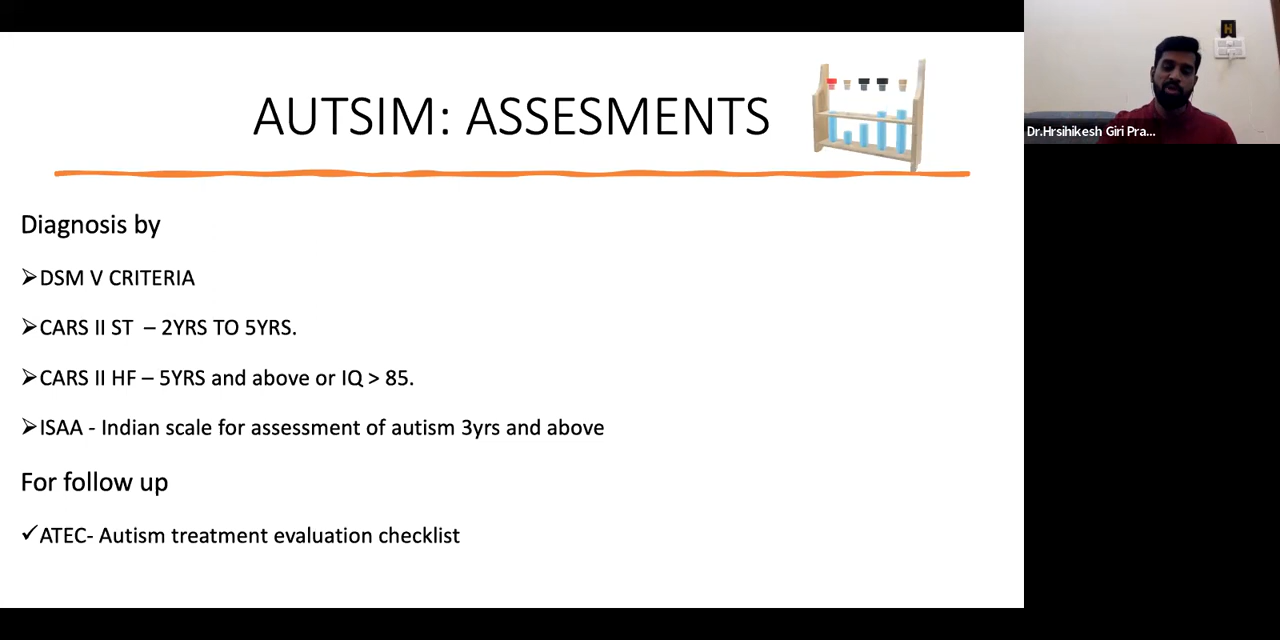 AUTSIM: ASSESMENTS
Dr.Hrsihikesh Giri Pra...
Diagnosis by
➢DSM V CRITERIA
➢CARS II ST – 2YRS TO 5YRS.
➢CARS II HF – 5YRS and above or IQ > 85.
➢ISAA - Indian scale for assessment of autism 3yrs and above
For follow up
✓ATEC- Autism treatment evaluation checklist